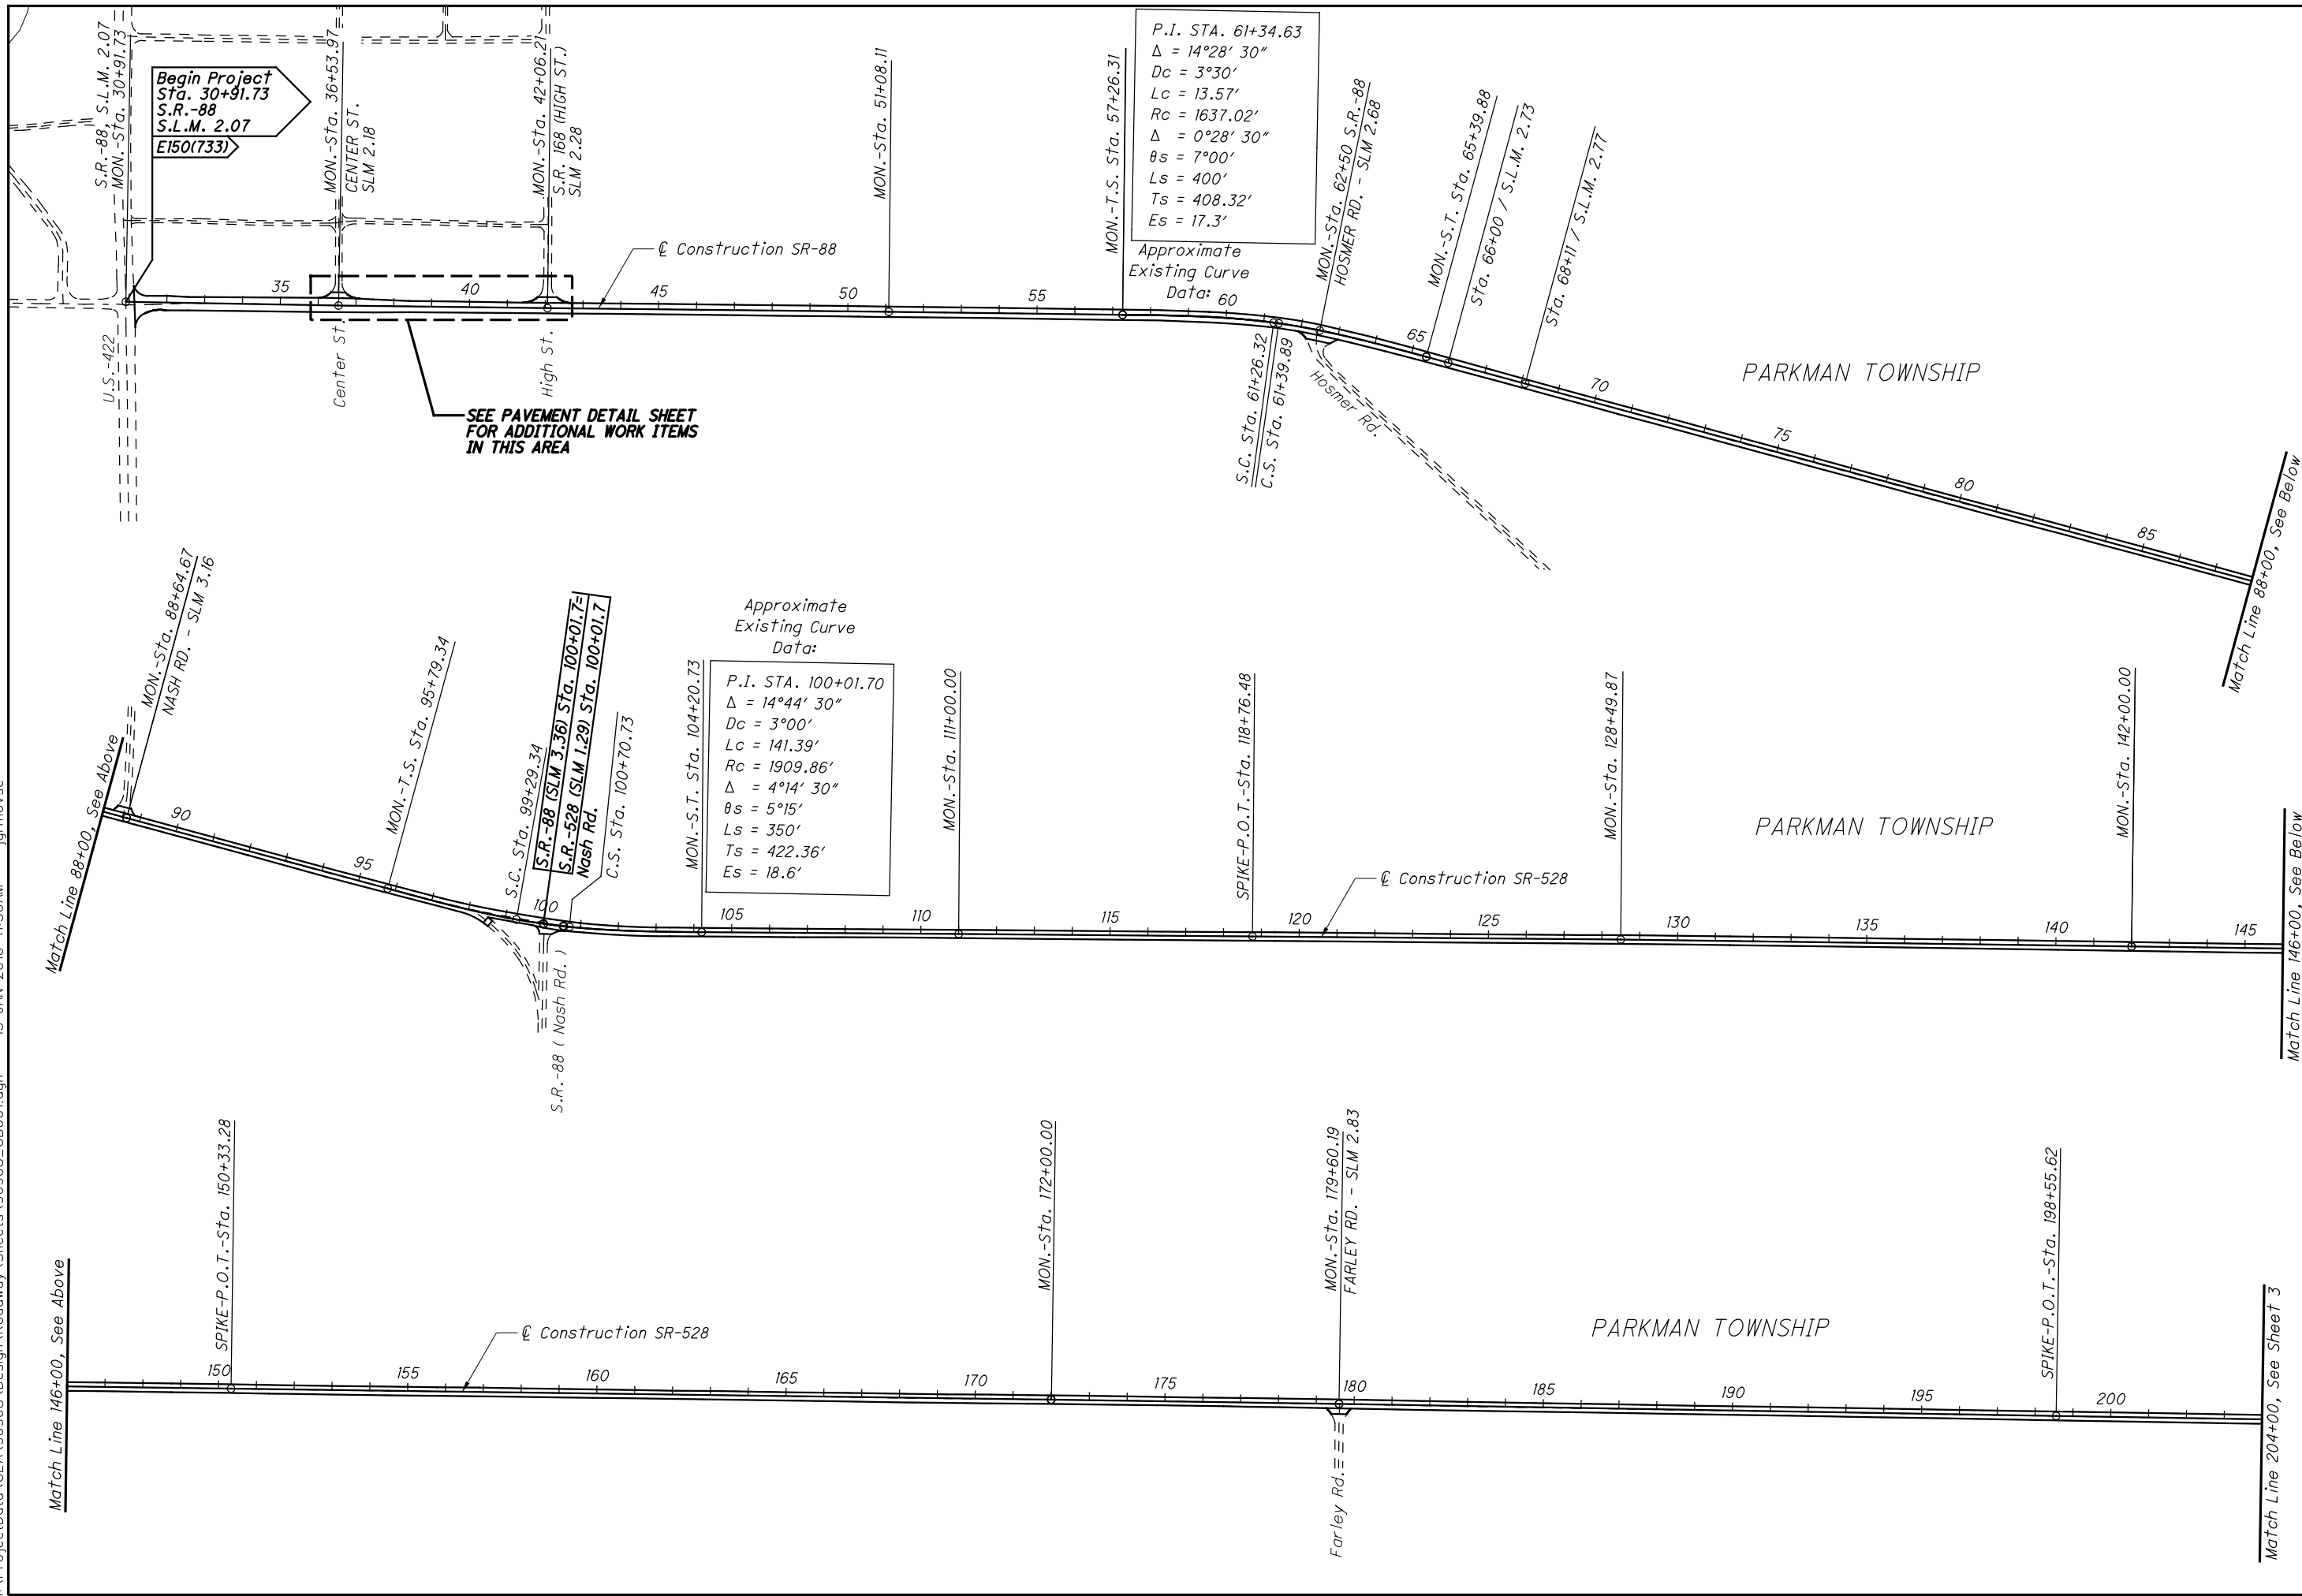 S.R.-88, S.L.M. 2.07
MON.-Sta. 30+91.73
Begin Project
Sta. 30+91.73
S.R.-88
S.L.M. 2.07
E150(733)
MON.-Sta. 36+53.97
CENTER ST.
SLM 2.18
MON.-Sta. 42+06.21
S.R. 168 (HIGH ST.)
SLM 2.28
℄ Construction SR-88
MON.-Sta. 51+08.11
MON.-T.S. Sta. 57+26.31
P.I. STA. 61+34.63
Δ = 14°28' 30"
Dc = 3°30'
Lc = 13.57'
Rc = 1637.02'
Δ = 0°28' 30"
θs = 7°00'
Ls = 400'
Ts = 408.32'
Es = 17.3'
Approximate
Existing Curve
Data:
MON.-Sta. 62+50 S.R.-88
HOSMER RD. - SLM 2.68
MON.-S.T. Sta. 65+39.88
Sta. 66+00 / S.L.M. 2.73
Sta. 68+11 / S.L.M. 2.77
35
40
45
50
55
60
65
70
75
80
85
U.S.-422
Center St.
High St.
SEE PAVEMENT DETAIL SHEET
FOR ADDITIONAL WORK ITEMS
IN THIS AREA
S.C. Sta. 61+26.32
C.S. Sta. 61+39.89
Hosmer Rd.
PARKMAN TOWNSHIP
Match Line 88+00, See Below
Match Line 88+00, See Above
MON.-Sta. 88+64.67
NASH RD. - SLM 3.16
MON.-T.S. Sta. 95+79.34
S.C. Sta. 99+29.34
S.R.-88 (SLM 3.36) Sta. 100+01.7=
S.R.-528 (SLM 1.29) Sta. 100+01.7
Nash Rd.
C.S. Sta. 100+70.73
MON.-S.T. Sta. 104+20.73
Approximate
Existing Curve
Data:
P.I. STA. 100+01.70
Δ = 14°44' 30"
Dc = 3°00'
Lc = 141.39'
Rc = 1909.86'
Δ = 4°14' 30"
θs = 5°15'
Ls = 350'
Ts = 422.36'
Es = 18.6'
MON.-Sta. 111+00.00
SPIKE-P.O.T.-Sta. 118+76.48
℄ Construction SR-528
MON.-Sta. 128+49.87
PARKMAN TOWNSHIP
MON.-Sta. 142+00.00
90
95
100
105
110
115
120
125
130
135
140
145
S.R.-88 ( Nash Rd. )
Match Line 146+00, See Below
Match Line 146+00, See Above
SPIKE-P.O.T.-Sta. 150+33.28
℄ Construction SR-528
MON.-Sta. 172+00.00
MON.-Sta. 179+60.19
FARLEY RD. - SLM 2.83
PARKMAN TOWNSHIP
SPIKE-P.O.T.-Sta. 198+55.62
150
155
160
165
170
175
180
185
190
195
200
Farley Rd.
Match Line 204+00, See Sheet 3